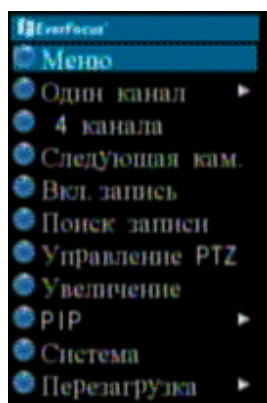 EverFocus
Меню
Один канал
4 канала
Следующая кам.
Вкл. запись
Поиск записи
Управление PTZ
Увеличение
PIP
Система
Перезагрузка